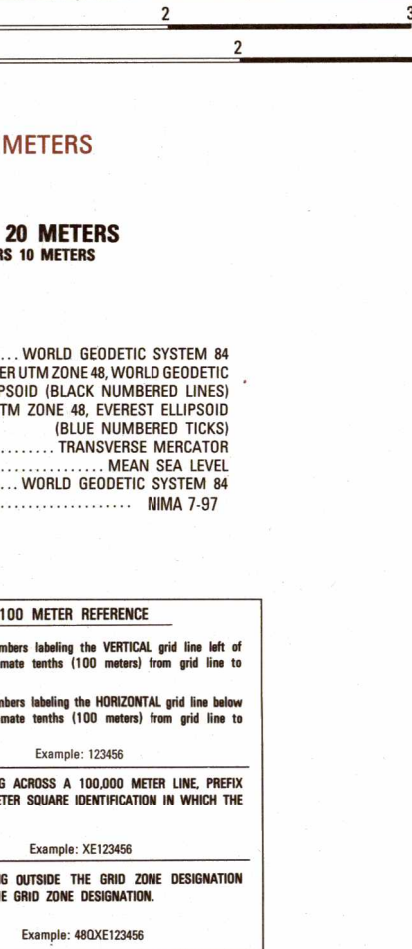 2
3
2
METERS
20 METERS
RS 10 METERS
... WORLD GEODETIC SYSTEM 84
ER UTM ZONE 48, WORLD GEODETIC
PSOID (BLACK NUMBERED LINES)
TM ZONE 48, EVEREST ELLIPSOID
(BLUE NUMBERED TICKS)
........ TRANSVERSE MERCATOR
................ MEAN SEA LEVEL
... WORLD GEODETIC SYSTEM 84
.................... NIMA 7-97
100 METER REFERENCE
mbers labeling the VERTICAL grid line left of
mate tenths (100 meters) from grid line to
nbers labeling the HORIZONTAL grid line below
mate tenths (100 meters) from grid line to
Example: 123456
G ACROSS A 100,000 METER LINE, PREFIX
ETER SQUARE IDENTIFICATION IN WHICH THE
Example: XE123456
NG OUTSIDE THE GRID ZONE DESIGNATION
E GRID ZONE DESIGNATION.
Example: 48QXE123456